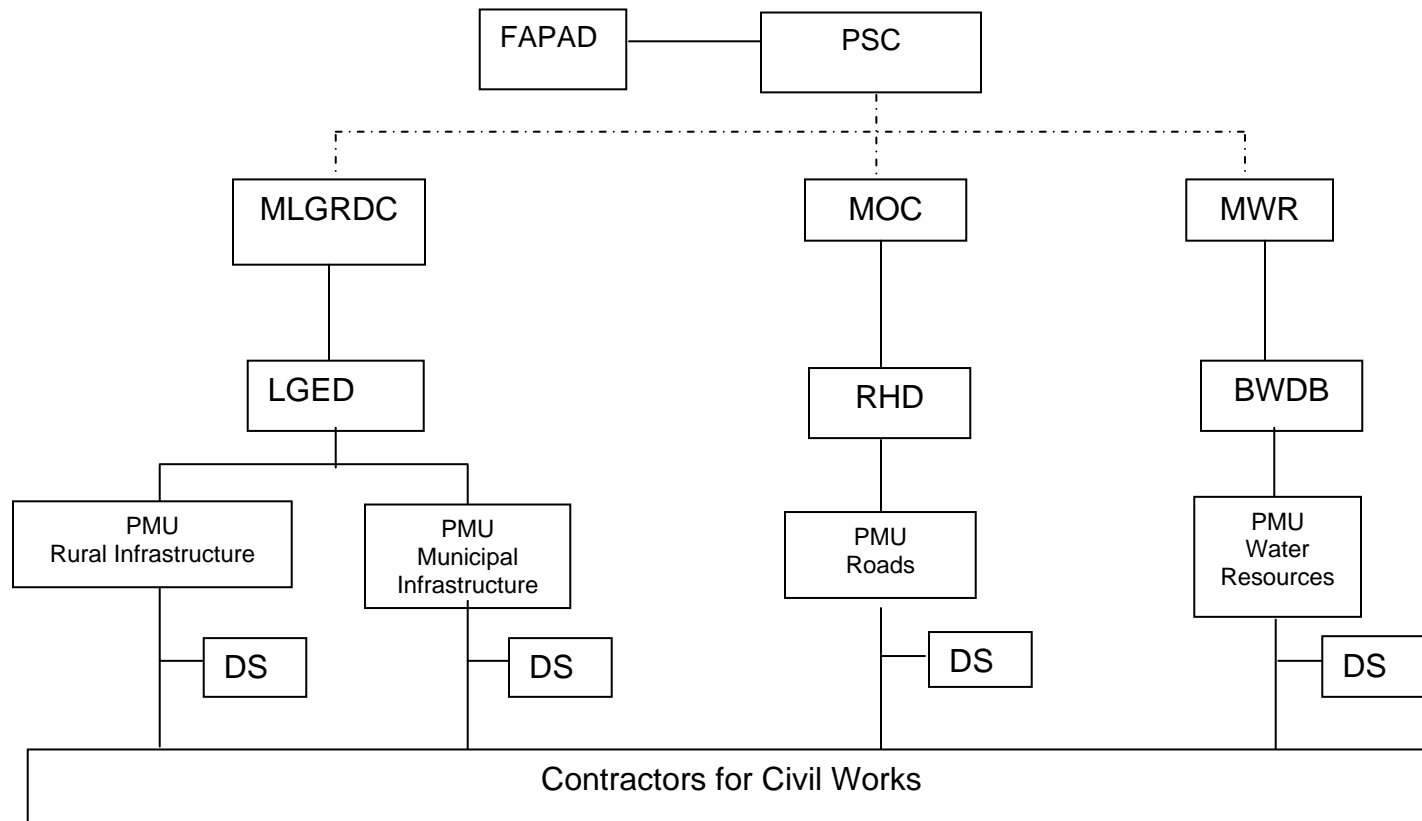 FAPAD
PSC
MLGRDC
MOC
MWR
LGED
RHD
BWDB
PMU
Rural Infrastructure
PMU
Municipal
Infrastructure
PMU
Roads
PMU
Water
Resources
DS
DS
DS
DS
Contractors for Civil Works